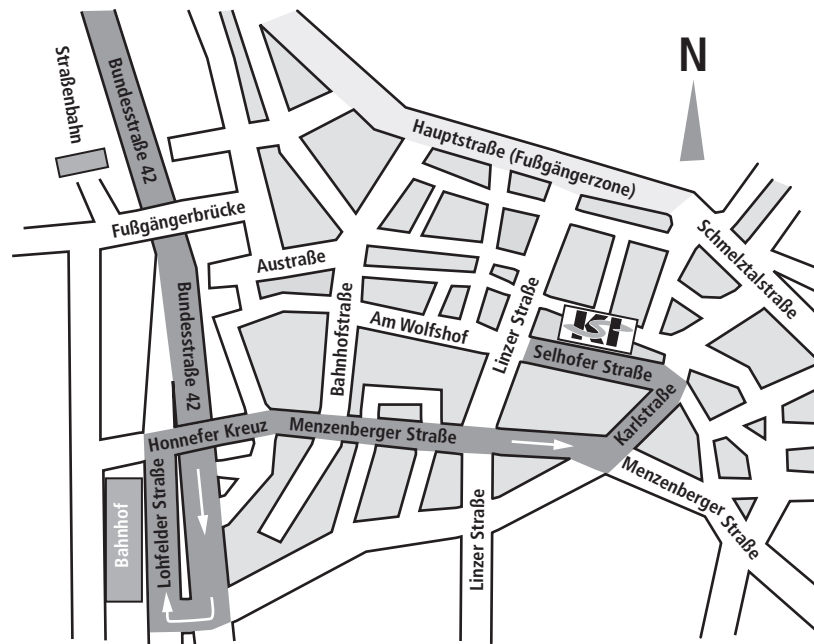 N
Straßenbahn
Bundesstraße 42
Hauptstraße (Fußgängerzone)
Fußgängerbrücke
Schmelztalstraße
Austraße
Bundesstraße 42
Bahnhofstraße
Am Wolfshof
Linzer Straße
KSI
Selhofer Straße
Karlstraße
Honnefer Kreuz
Menzenberger Straße
Menzenberger Straße
Bahnhof
Lohfelder Straße
Linzer Straße